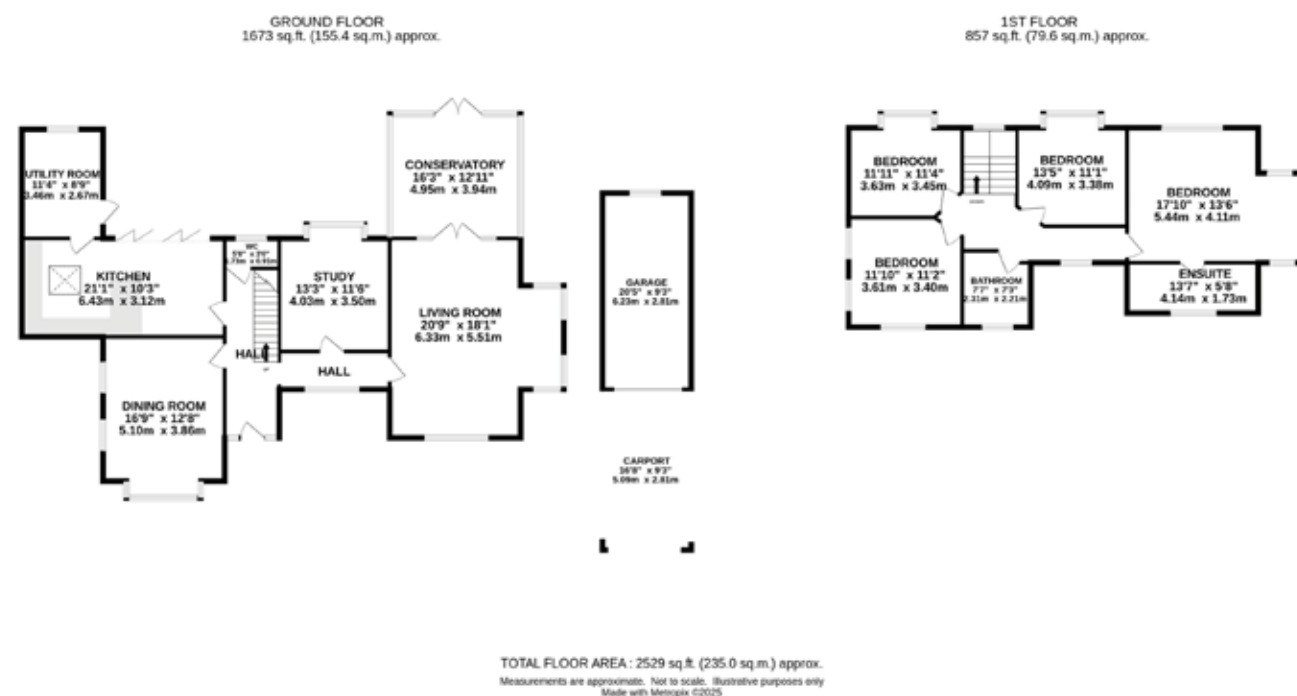 GROUND FLOOR
1673 sq.ft. (155.4 sq.m.) approx.
1ST FLOOR
857 sq.ft. (79.6 sq.m.) approx.
UTILITY ROOM
11'4" x 8'9"
3.46m x 2.67m
CONSERVATORY
16'3" x 12'11"
4.95m x 3.94m
WC
KITCHEN
21'1" x 10'3"
6.43m x 3.12m
STUDY
13'3" x 11'6"
4.03m x 3.50m
LIVING ROOM
20'9" x 18'1"
6.33m x 5.51m
HALL
HALL
DINING ROOM
16'9" x 12'8"
5.10m x 3.86m
GARAGE
20'5" x 9'3"
6.23m x 2.81m
CARPORT
16'8" x 9'3"
5.09m x 2.81m
BEDROOM
11'11" x 11'4"
3.63m x 3.45m
BEDROOM
13'5" x 11'1"
4.09m x 3.38m
BEDROOM
17'10" x 13'6"
5.44m x 4.11m
BEDROOM
11'10" x 11'2"
3.61m x 3.40m
BATHROOM
7'7" x 7'3"
2.31m x 2.21m
ENSUITE
13'7" x 5'8"
4.14m x 1.73m
TOTAL FLOOR AREA : 2529 sq.ft. (235.0 sq.m.) approx.
Measurements are approximate. Not to scale. Illustrative purposes only
Made with Metropix ©2025